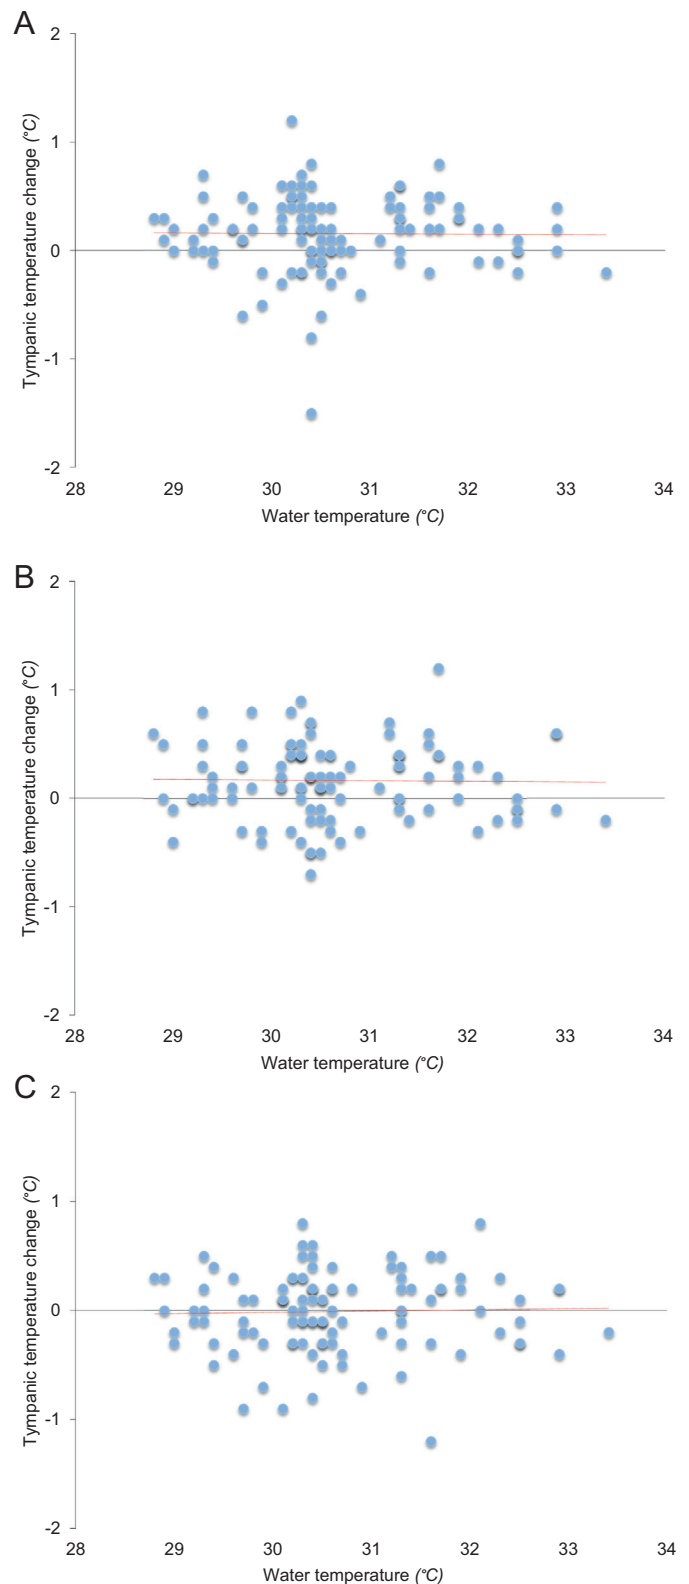 A
2
1
0
-1
-2
Tympanic temperature change (°C)
28 29 30 31 32 33 34
Water temperature (°C)
B
2
1
0
-1
-2
Tympanic temperature change (°C)
28 29 30 31 32 33 34
Water temperature (°C)
C
2
1
0
-1
-2
Tympanic temperature change (°C)
28 29 30 31 32 33 34
Water temperature (°C)